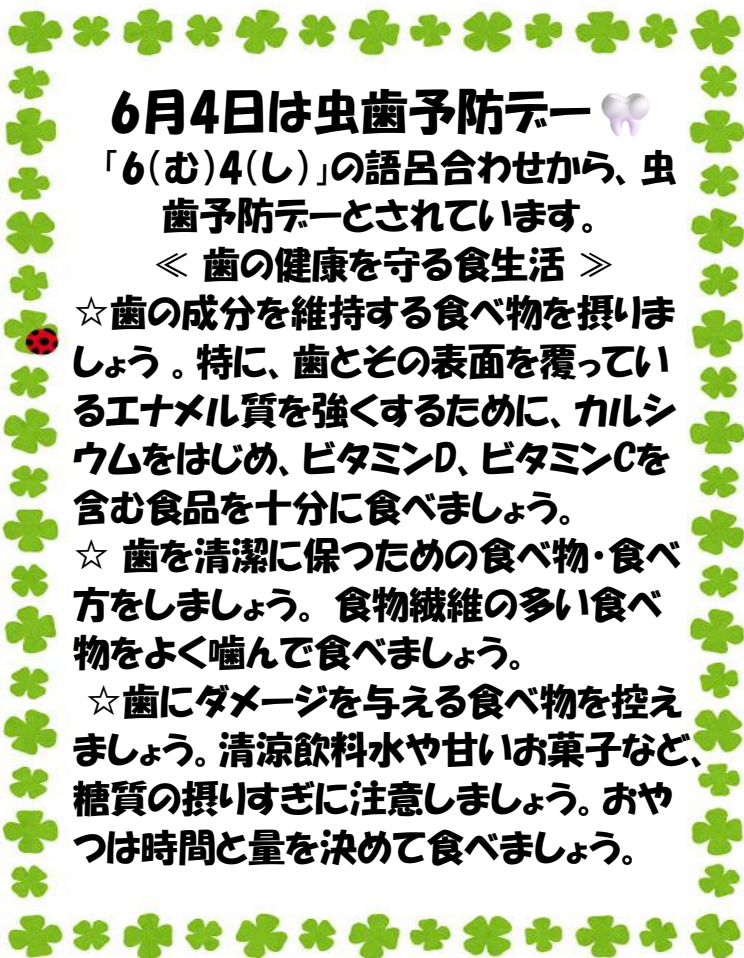 6月4日は虫歯予防デー🦷
「6(む)4(し)」の語呂合わせから、虫
歯予防デーとされています。
≪ 歯の健康を守る食生活 ≫
☆歯の成分を維持する食べ物を摂りま
しょう 。特に、歯とその表面を覆ってい
るエナメル質を強くするために、カルシ
ウムをはじめ、ビタミンD、ビタミンCを
含む食品を十分に食べましょう。
☆ 歯を清潔に保つための食べ物・食べ
方をしましょう。 食物繊維の多い食べ
物をよく噛んで食べましょう。
☆歯にダメージを与える食べ物を控え
ましょう。清涼飲料水や甘いお菓子など、
糖質の摂りすぎに注意しましょう。おや
つは時間と量を決めて食べましょう。